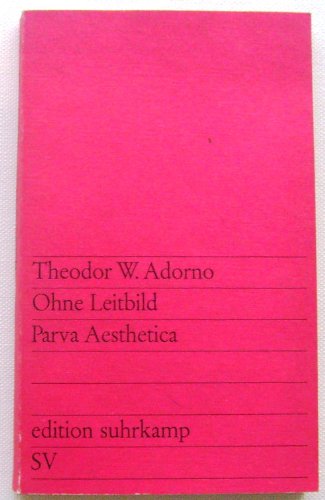 Theodor W. Adorno
Ohne Leitbild
Parva Aesthetica
edition suhrkamp
SV